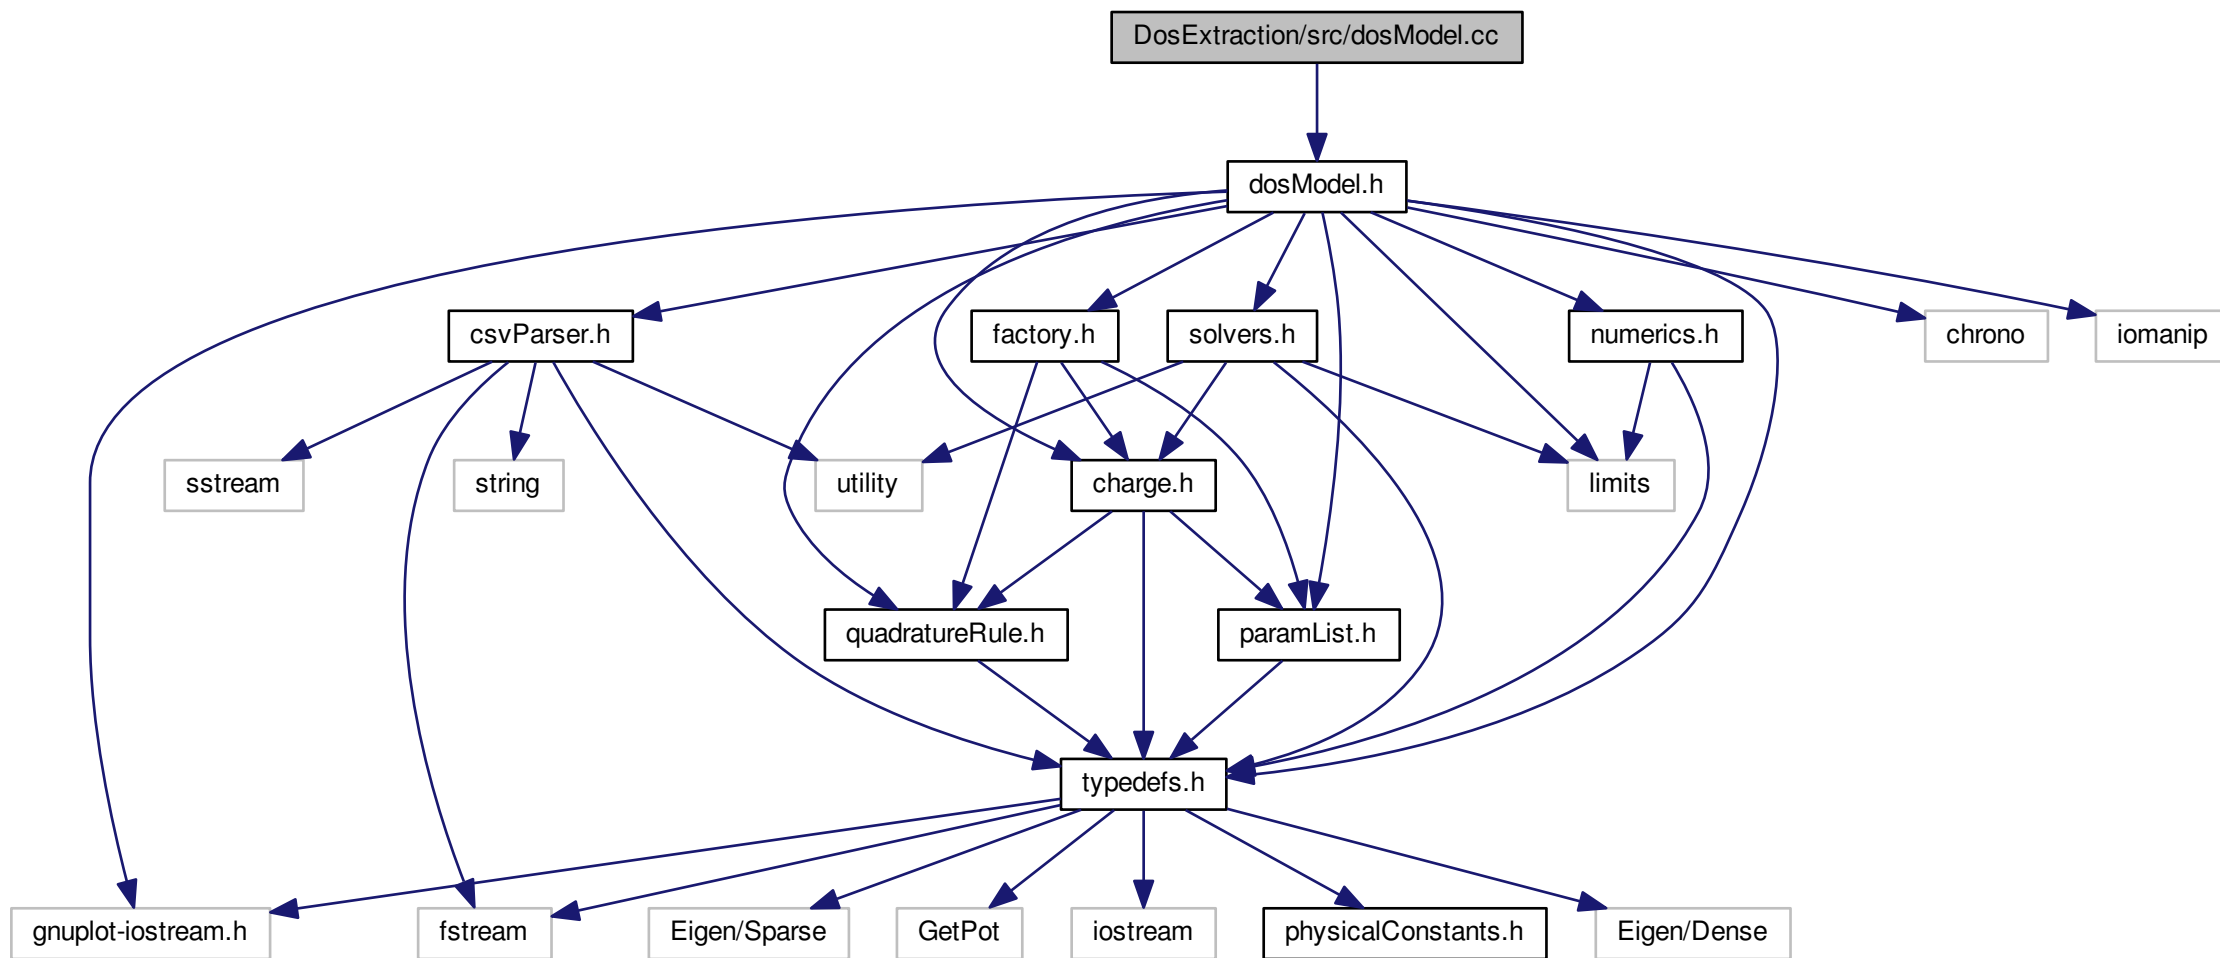 DosExtraction/src/dosModel.cc
dosModel.h
csvParser.h
factory.h
solvers.h
numerics.h
chrono
iomanip
sstream
string
utility
charge.h
limits
quadratureRule.h
paramList.h
typedefs.h
gnuplot-iostream.h
fstream
Eigen/Sparse
GetPot
iostream
physicalConstants.h
Eigen/Dense